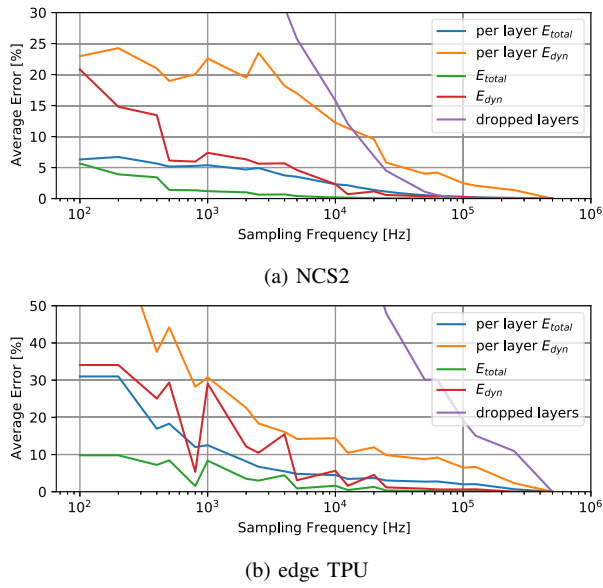 30
25
20
15
10
5
0
Average Error [%]
per layer E_total
per layer E_dyn
E_total
E_dyn
dropped layers
10^2 10^3 10^4 10^5 10^6
Sampling Frequency [Hz]
(a) NCS2
50
40
30
20
10
0
Average Error [%]
per layer E_total
per layer E_dyn
E_total
E_dyn
dropped layers
10^2 10^3 10^4 10^5 10^6
Sampling Frequency [Hz]
(b) edge TPU